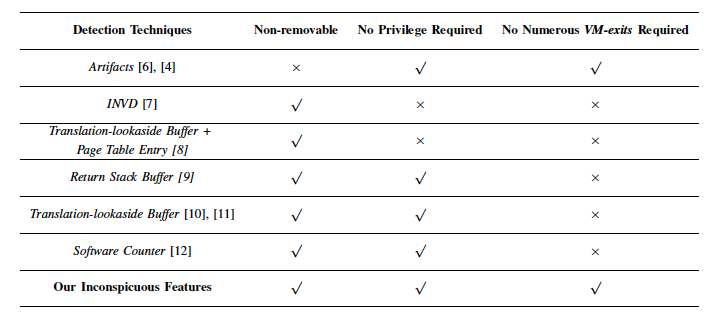 Detection Techniques Non-removable No Privilege Required No Numerous VM-exits Required
Artifacts [6], [4] × √ √
INVD [7] √ × ×
Translation-lookaside Buffer +
Page Table Entry [8] √ × ×
Return Stack Buffer [9] √ √ ×
Translation-lookaside Buffer [10], [11] √ √ ×
Software Counter [12] √ √ ×
Our Inconspicuous Features √ √ √